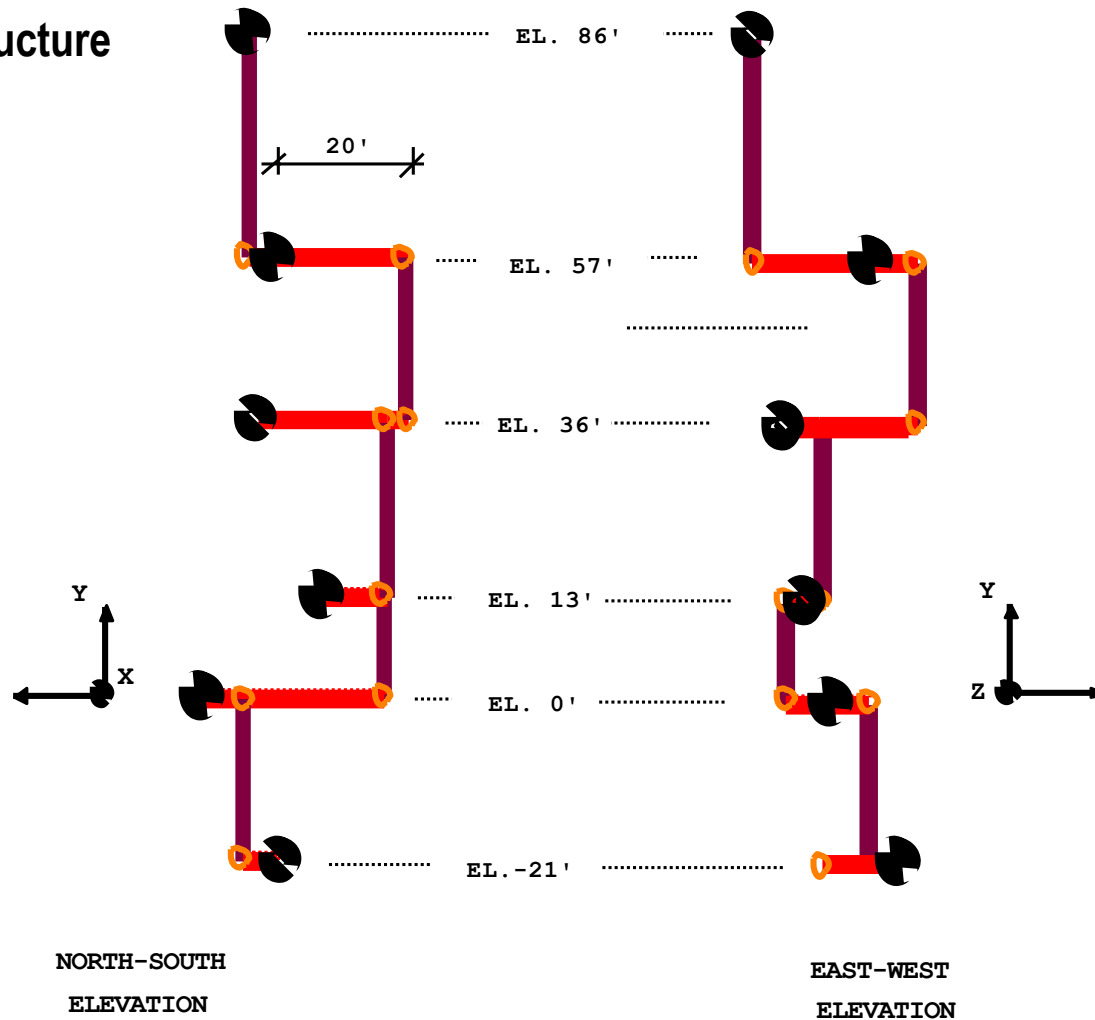 ucture
EL. 86'
20'
EL. 57'
EL. 36'
EL. 13'
Y
X
Y
EL. 0'
Z
EL.-21'
NORTH-SOUTH
ELEVATION
EAST-WEST
ELEVATION